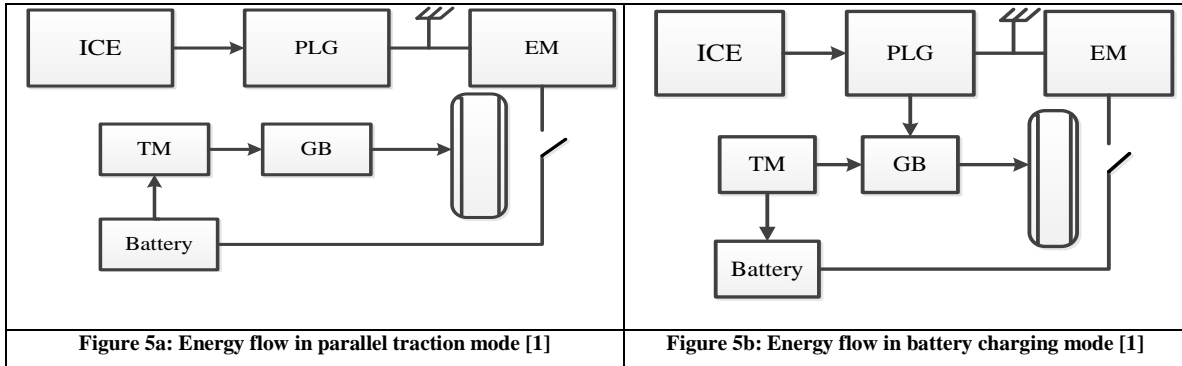 ICE
PLG
EM
TM
GB
Battery
Figure 5a: Energy flow in parallel traction mode [1]
ICE
PLG
EM
TM
GB
Battery
Figure 5b: Energy flow in battery charging mode [1]